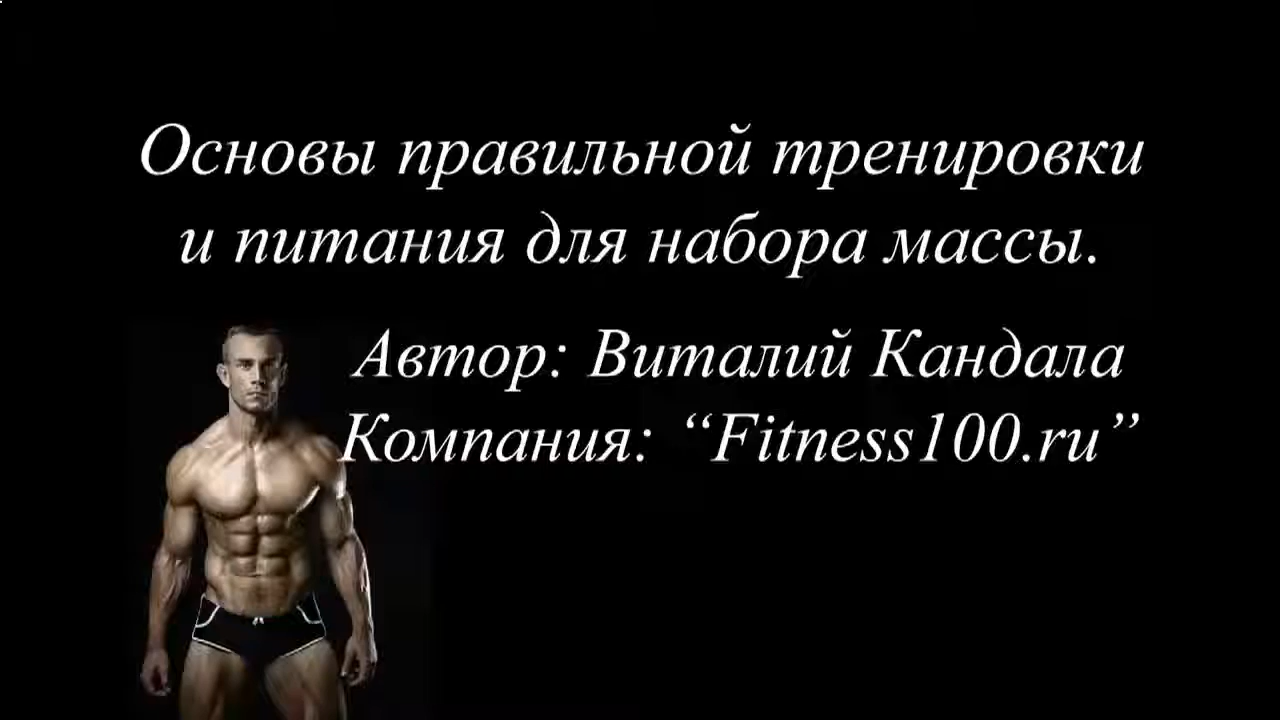 Основы правильной тренировки
и питания для набора массы.
Автор: Виталий Кандала
Компания: “Fitness100.ru”